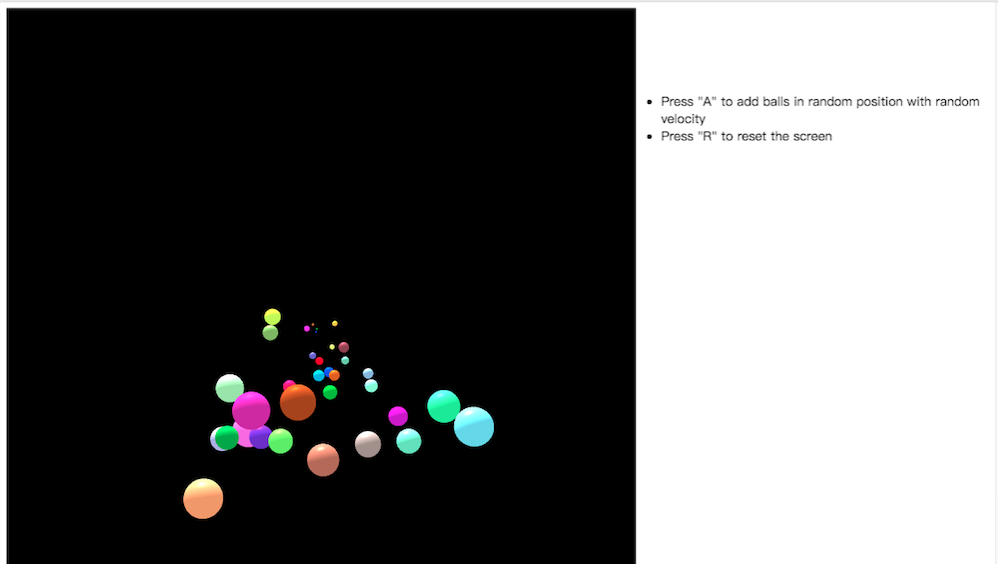 Press "A" to add balls in random position with random
velocity
Press "R" to reset the screen